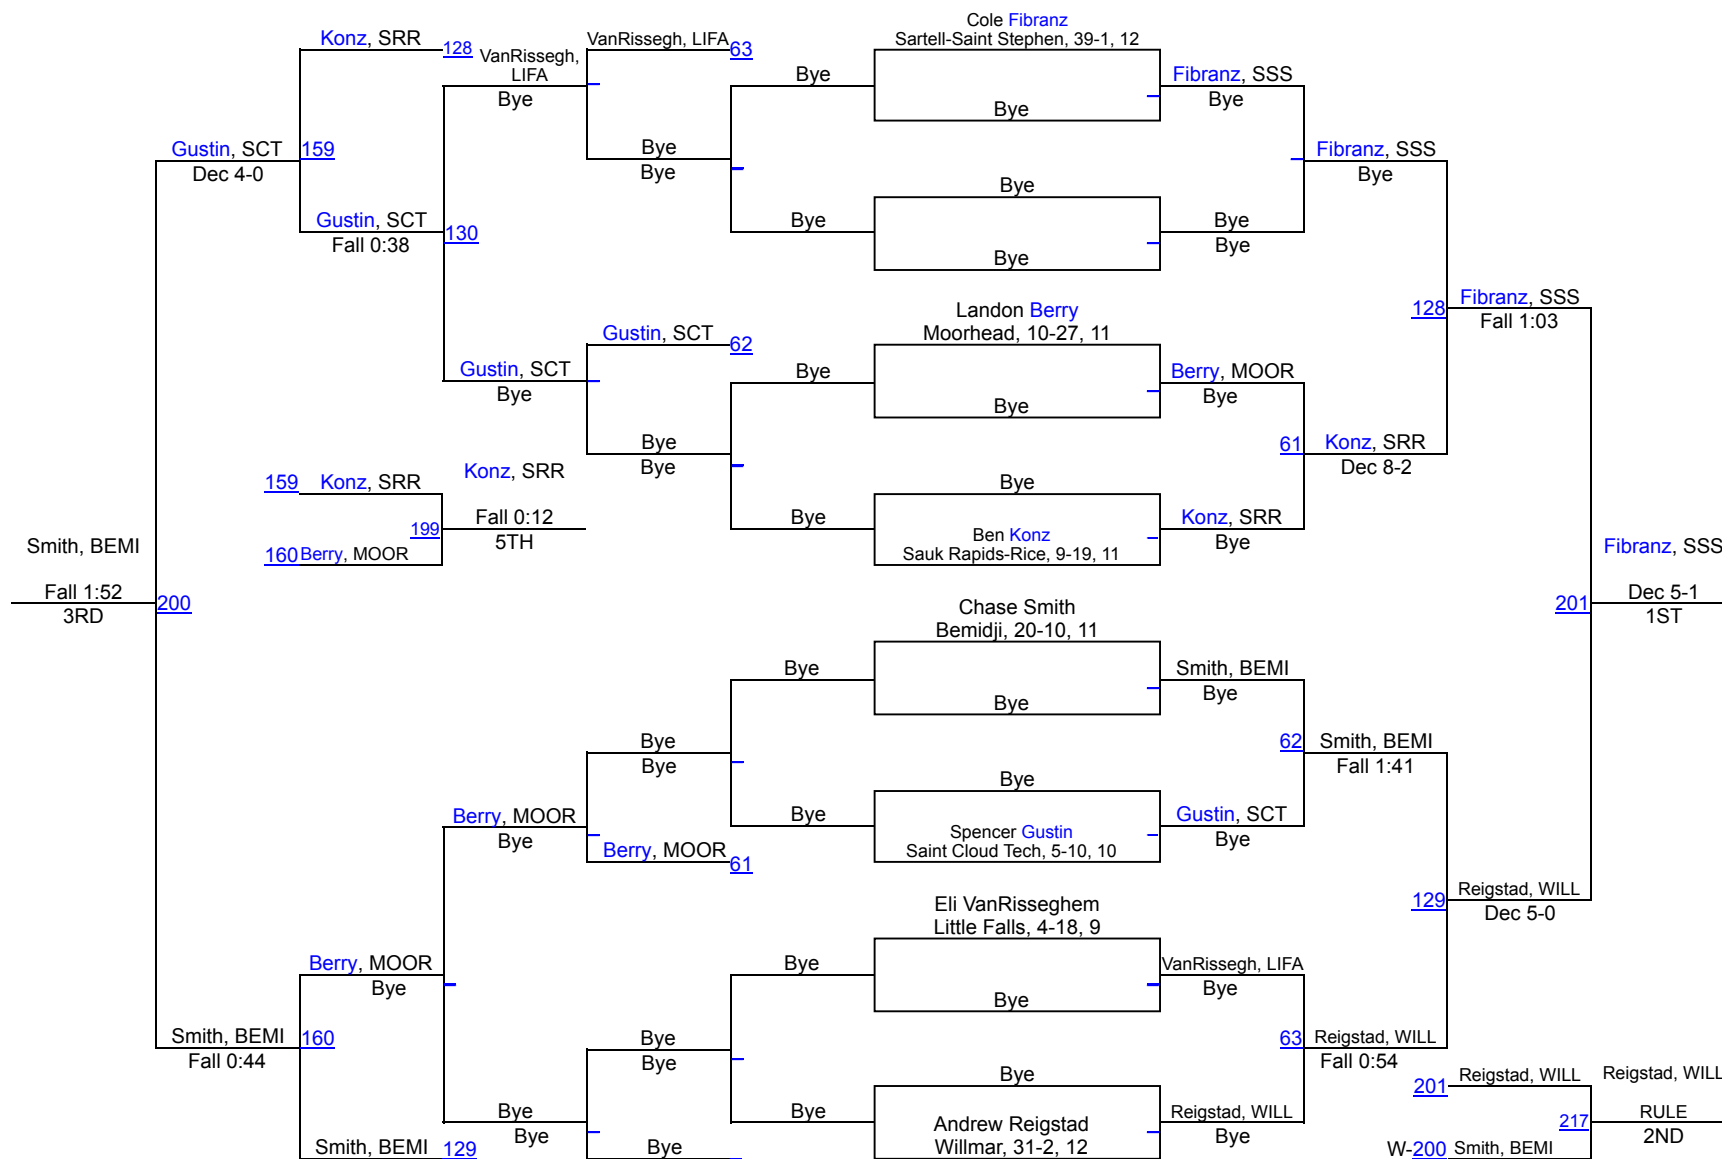 Cole Fibranz
Sartell-Saint Stephen, 39-1, 12
Konz, SRR
128
VanRissegh,
LIFA
Bye
VanRissegh, LIFA
63
Bye
Bye
Fibranz, SSS
Bye
Gustin, SCT
Dec 4-0
159
Bye
Bye
Fibranz, SSS
Bye
Bye
Gustin, SCT
Fall 0:38
130
Bye
Bye
Bye
Bye
Landon Berry
Moorhead, 10-27, 11
128
Fibranz, SSS
Fall 1:03
Gustin, SCT
62
Gustin, SCT
Bye
Bye
Bye
Berry, MOOR
Bye
Bye
Bye
61
Konz, SRR
Dec 8-2
159
Konz, SRR
Konz, SRR
Bye
199
Fall 0:12
5TH
160
Berry, MOOR
Bye
Ben Konz
Sauk Rapids-Rice, 9-19, 11
Konz, SRR
Bye
Smith, BEMI
Fall 1:52
3RD
200
Fibranz, SSS
201
Dec 5-1
1ST
Chase Smith
Bemidji, 20-10, 11
Bye
Bye
Smith, BEMI
Bye
Bye
Bye
62
Smith, BEMI
Fall 1:41
Bye
Berry, MOOR
Bye
Berry, MOOR
61
Bye
Spencer Gustin
Saint Cloud Tech, 5-10, 10
Gustin, SCT
Bye
Eli VanRisseghem
Little Falls, 4-18, 9
129
Reigstad, WILL
Dec 5-0
Berry, MOOR
Bye
Bye
Bye
VanRissegh, LIFA
Bye
Smith, BEMI
Fall 0:44
160
Bye
Bye
63
Reigstad, WILL
Fall 0:54
Bye
201
Reigstad, WILL
Reigstad, WILL
Bye
Bye
Bye
Andrew Reigstad
Willmar, 31-2, 12
Reigstad, WILL
Bye
217
RULE
2ND
Smith, BEMI
129
Bye
W-200
Smith, BEMI